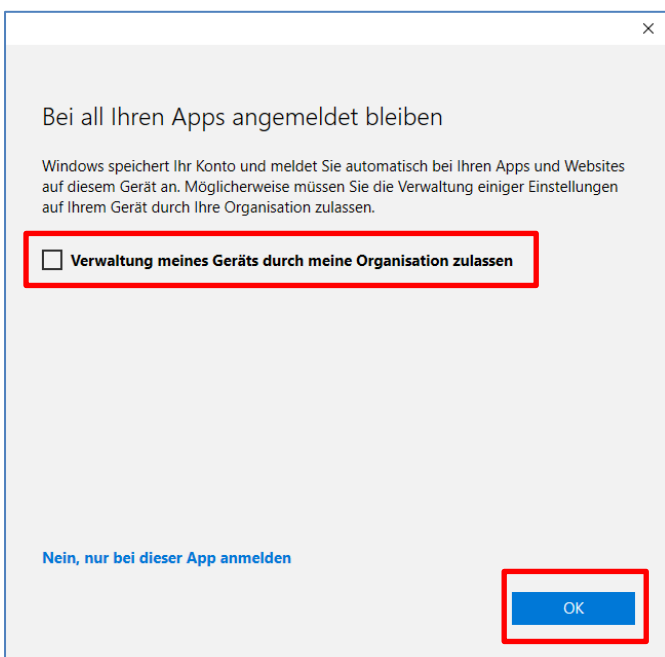 Bei all Ihren Apps angemeldet bleiben
Windows speichert Ihr Konto und meldet Sie automatisch bei Ihren Apps und Websites
auf diesem Gerät an. Möglicherweise müssen Sie die Verwaltung einiger Einstellungen
auf Ihrem Gerät durch Ihre Organisation zulassen.
Verwaltung meines Geräts durch meine Organisation zulassen
Nein, nur bei dieser App anmelden
OK